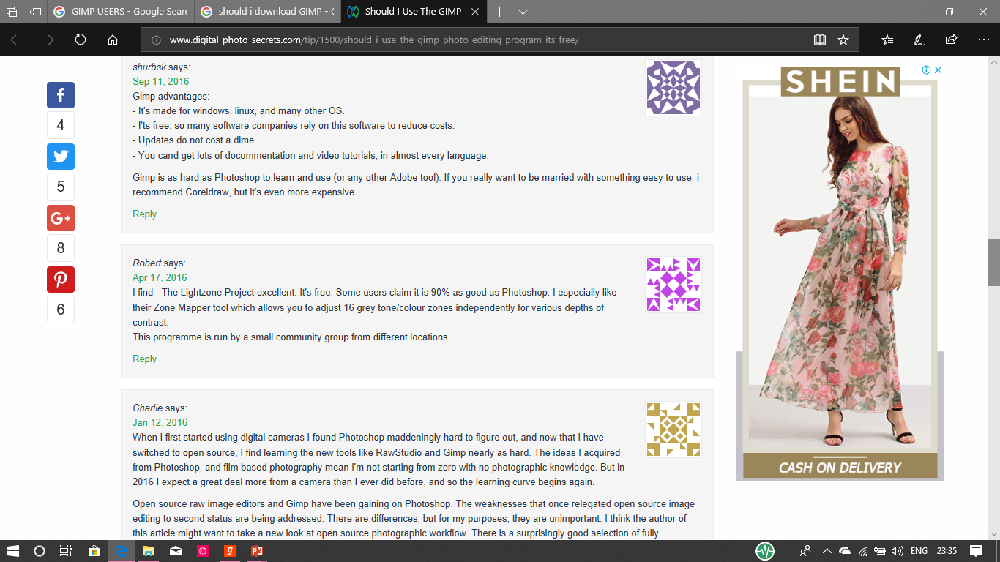 GIMP USERS - Google Searc
should i download GIMP - G
Should I Use The GIMP
www.digital-photo-secrets.com/tip/1500/should-i-use-the-gimp-photo-editing-program-its-free/
shurbsk says:
Sep 11, 2016
Gimp advantages:
- It's made for windows, linux, and many other OS.
- I'ts free, so many software companies rely on this software to reduce costs.
- Updates do not cost a dime.
- You cand get lots of docummentation and video tutorials, in almost every language.
Gimp is as hard as Photoshop to learn and use (or any other Adobe tool). If you really want to be married with something easy to use, i
recommend Coreldraw, but it's even more expensive.
Reply
Robert says:
Apr 17, 2016
I find - The Lightzone Project excellent. It's free. Some users claim it is 90% as good as Photoshop. I especially like
their Zone Mapper tool which allows you to adjust 16 grey tone/colour zones independently for various depths of
contrast.
This programme is run by a small community group from different locations.
Reply
Charlie says:
Jan 12, 2016
When I first started using digital cameras I found Photoshop maddeningly hard to figure out, and now that I have
switched to open source, I find learning the new tools like RawStudio and Gimp nearly as hard. The ideas I acquired
from Photoshop, and film based photography mean I'm not starting from zero with no photographic knowledge. But in
2016 I expect a great deal more from a camera than I ever did before, and so the learning curve begins again.
Open source raw image editors and Gimp have been gaining on Photoshop. The weaknesses that once relegated open source image
editing to second status are being addressed. There are differences, but for my purposes, they are unimportant. I think the author of
this article might want to take a new look at open source photographic workflow. There is a surprisingly good selection of fully
f
4
5
G+
8
6
SHEIN
CASH ON DELIVERY
ENG 23:35